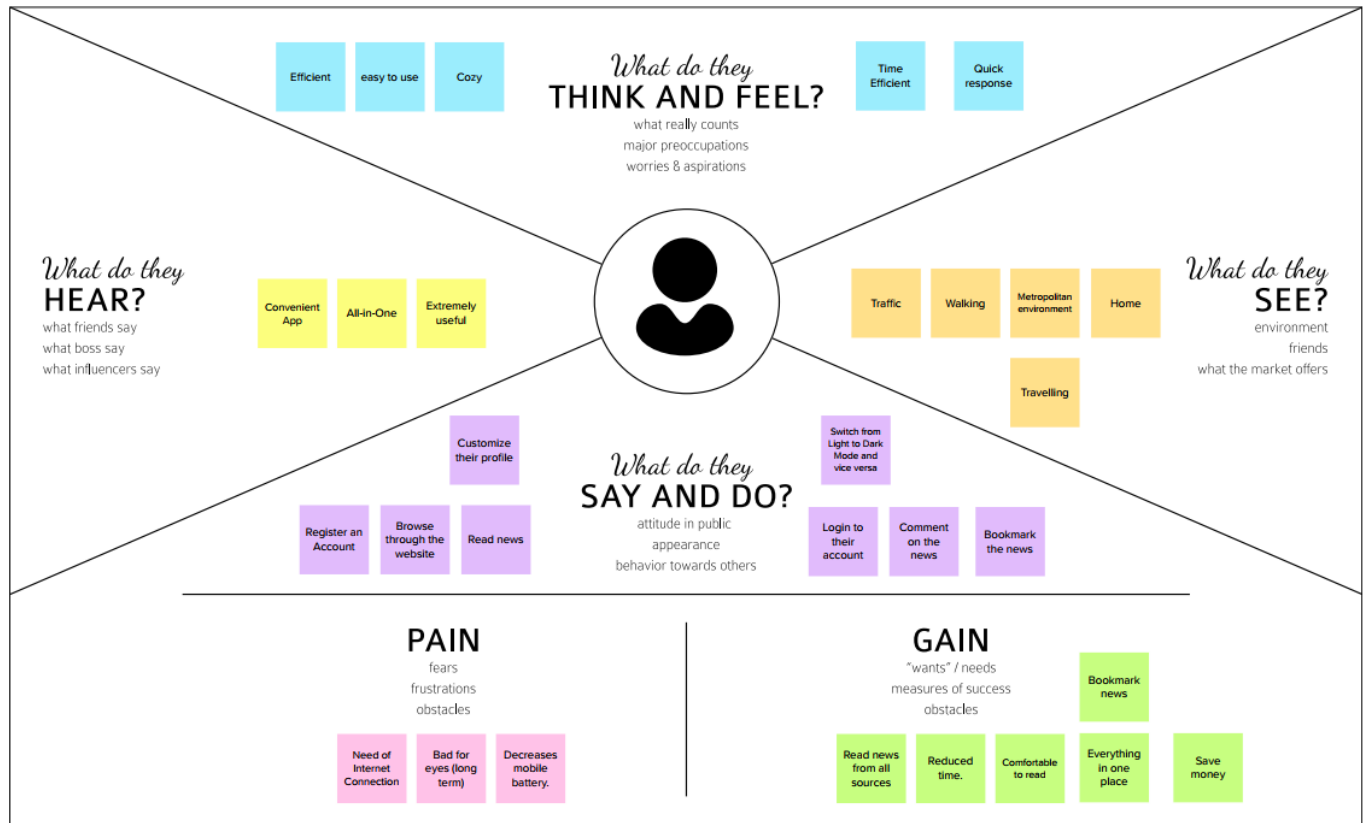 Efficient
easy to use
Cozy
What do they
THINK AND FEEL?
what really counts
major preoccupations
worries & aspirations
Time
Efficient
Quick
response
What do they
HEAR?
what friends say
what boss say
what influencers say
Convenient
App
All-in-One
Extremely
useful
Traffic
Walking
Metropolitan
environment
Home
Travelling
What do they
SEE?
environment
friends
what the market offers
Customize
their profile
Register an
Account
Browse
through the
website
Read news
What do they
SAY AND DO?
attitude in public
appearance
behavior towards others
Switch from
Light to Dark
Mode and
vice versa
Login to
their
account
Comment
on the
news
Bookmark
the news
PAIN
fears
frustrations
obstacles
Need of
Internet
Connection
Bad for
eyes (long
term)
Decreases
mobile
battery.
GAIN
"wants" / needs
measures of success
obstacles
Bookmark
news
Read news
from all
sources
Reduced
time.
Comfortable
to read
Everything
in one
place
Save
money